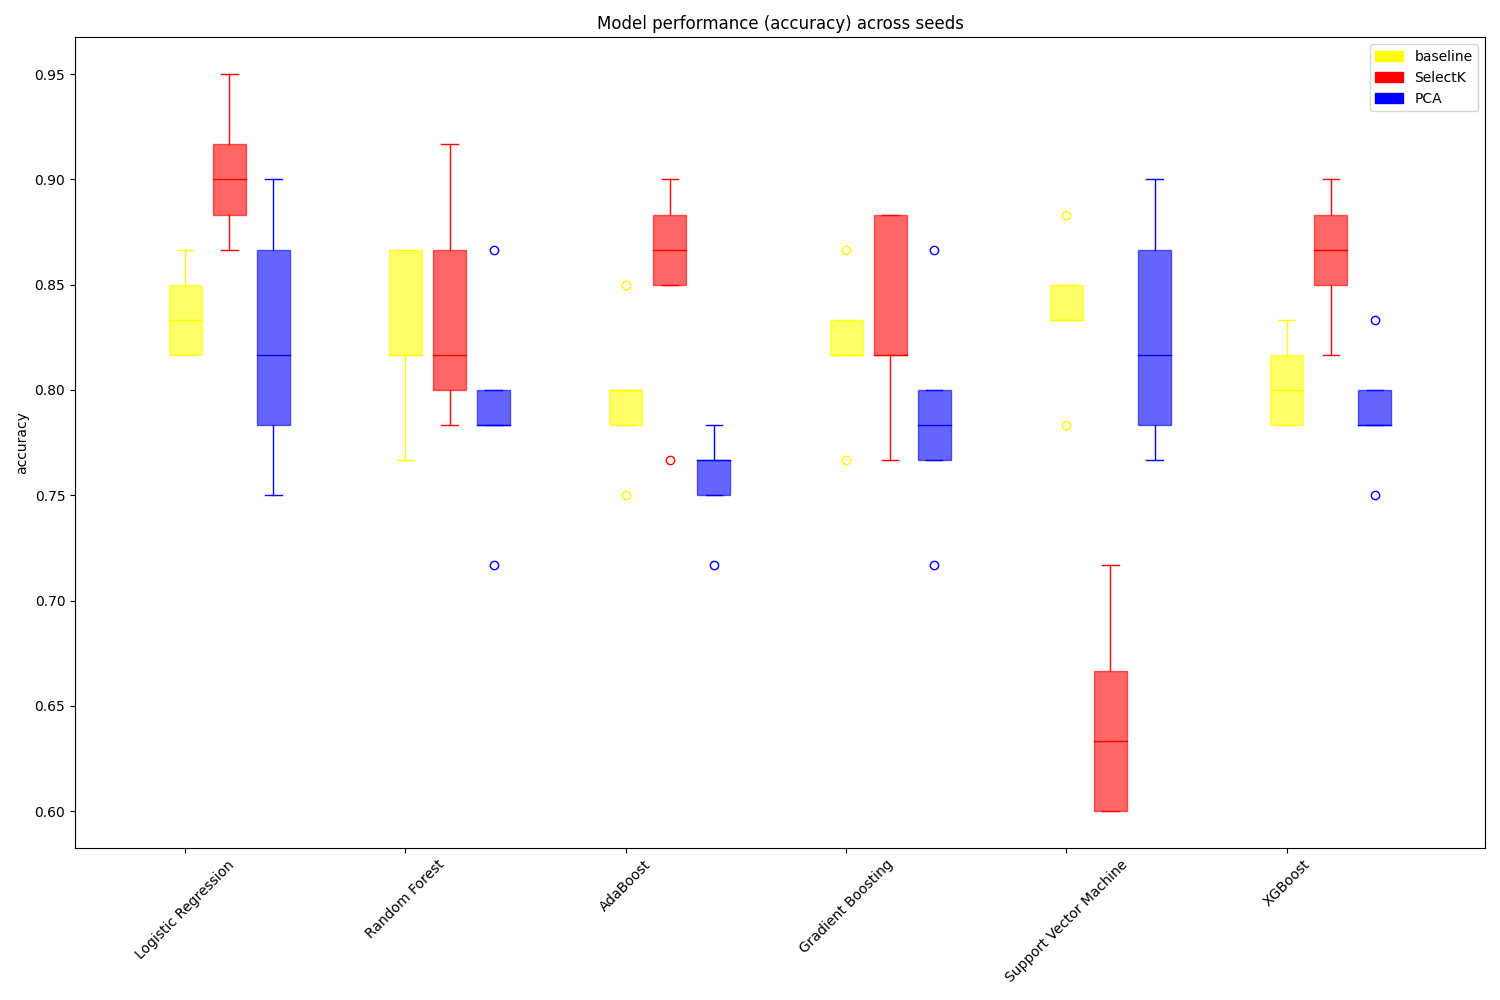 Model performance (accuracy) across seeds
baseline
SelectK
PCA
accuracy
0.95
0.90
0.85
0.80
0.75
0.70
0.65
0.60
Logistic Regression
Random Forest
AdaBoost
Gradient Boosting
Support Vector Machine
XGBoost